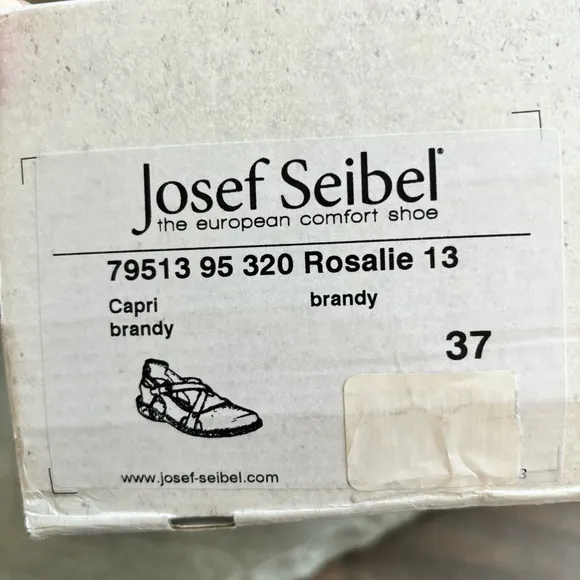 Josef Seibel®
the european comfort shoe
79513 95 320 Rosalie 13
Capri brandy
brandy
37
www.josef-seibel.com
3